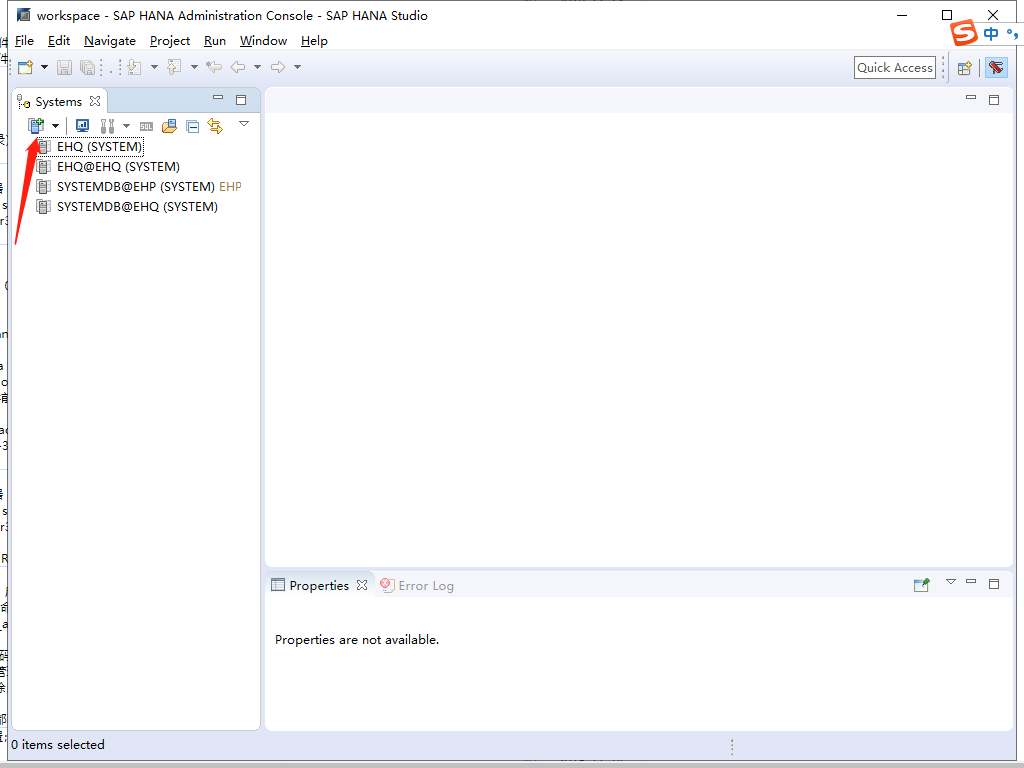 workspace - SAP HANA Administration Console - SAP HANA Studio
File Edit Navigate Project Run Window Help
中
Quick Access
Systems
SQL
EHQ (SYSTEM)
EHQ@EHQ (SYSTEM)
SYSTEMDB@EHP (SYSTEM) EHP
SYSTEMDB@EHQ (SYSTEM)
Properties Error Log
Properties are not available.
0 items selected